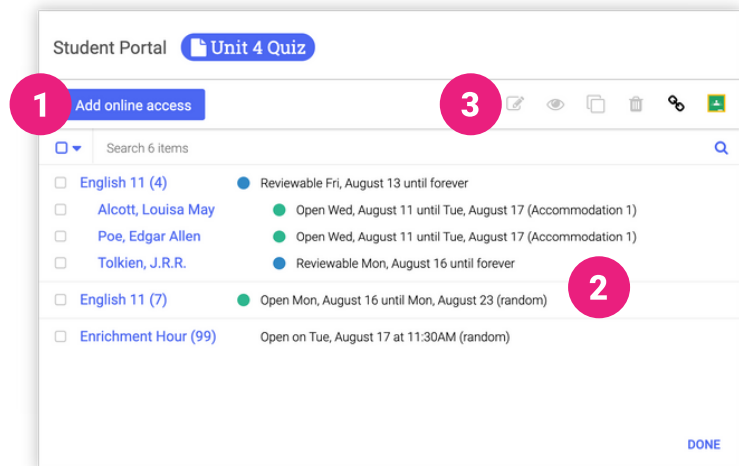 Student Portal Unit 4 Quiz
1 Add online access 3
Search 6 items
English 11 (4) Reviewable Fri, August 13 until forever
Alcott, Louisa May Open Wed, August 11 until Tue, August 17 (Accommodation 1)
Poe, Edgar Allen Open Wed, August 11 until Tue, August 17 (Accommodation 1)
Tolkien, J.R.R. Reviewable Mon, August 16 until forever
2
English 11 (7) Open Mon, August 16 until Mon, August 23 (random)
Enrichment Hour (99) Open on Tue, August 17 at 11:30AM (random)
DONE